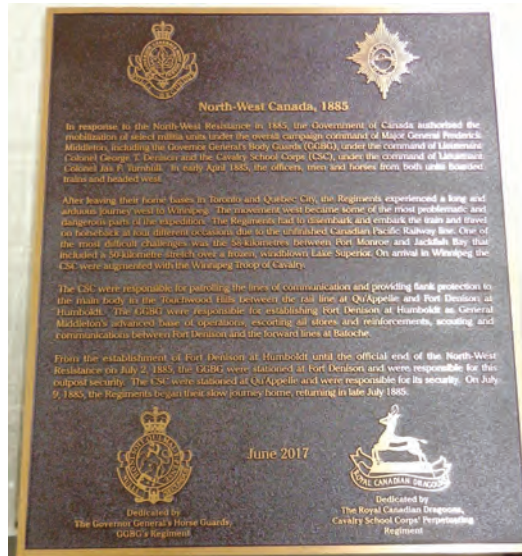 North-West Canada, 1885
In response to the North-West Resistance in 1885, the Government of Canada authorised the
mobilization of select militia units under the overall campaign command of Major General Frederick
Middleton, including the Governor General's Body Guards (GGBG), under the command of Lieutenant
Colonel George T. Denison and the Cavalry School Corps (CSC), under the command of Lieutenant
Colonel Jas F. Turnbull. In early April 1885, the officers, men and horses from both units boarded
trains and headed west.
After leaving their home bases in Toronto and Quebec City, the Regiments experienced a long and
arduous journey west to Winnipeg. The movement west became some of the most problematic and
dangerous parts of the expedition. The Regiments had to disembark and embark the train and travel
on horseback at four different occasions due to the unfinished Canadian Pacific Railway line. One of
the most difficult challenges was the 58-kilometres between Port Monroe and Jackfish Bay that
included a 50-kilometre stretch over a frozen, windblown Lake Superior. On arrival in Winnipeg the
CSC were augmented with the Winnipeg Troop of Cavalry.
The CSC were responsible for patrolling the lines of communication and providing flank protection to
the main body in the Touchwood Hills between the rail line at Qu'Appelle and Fort Denison at
Humboldt. The GGBG were responsible for establishing Fort Denison at Humboldt as General
Middleton's advanced base of operations, escorting all stores and reinforcements, scouting and
communications between Fort Denison and the forward lines at Batoche.
From the establishment of Fort Denison at Humboldt until the official end of the North-West
Resistance on July 2, 1885, the GGBG were stationed at Fort Denison and were responsible for this
outpost security. The CSC were stationed at Qu'Appelle and were responsible for its security. On July
9, 1885, the Regiments began their slow journey home, returning in late July 1885.
June 2017
ROYAL CANADIAN DRAGOONS
Dedicated by
The Governor General's Horse Guards,
GGBG's Regiment
Dedicated by
The Royal Canadian Dragoons,
Cavalry School Corps' Perpetuating
Regiment